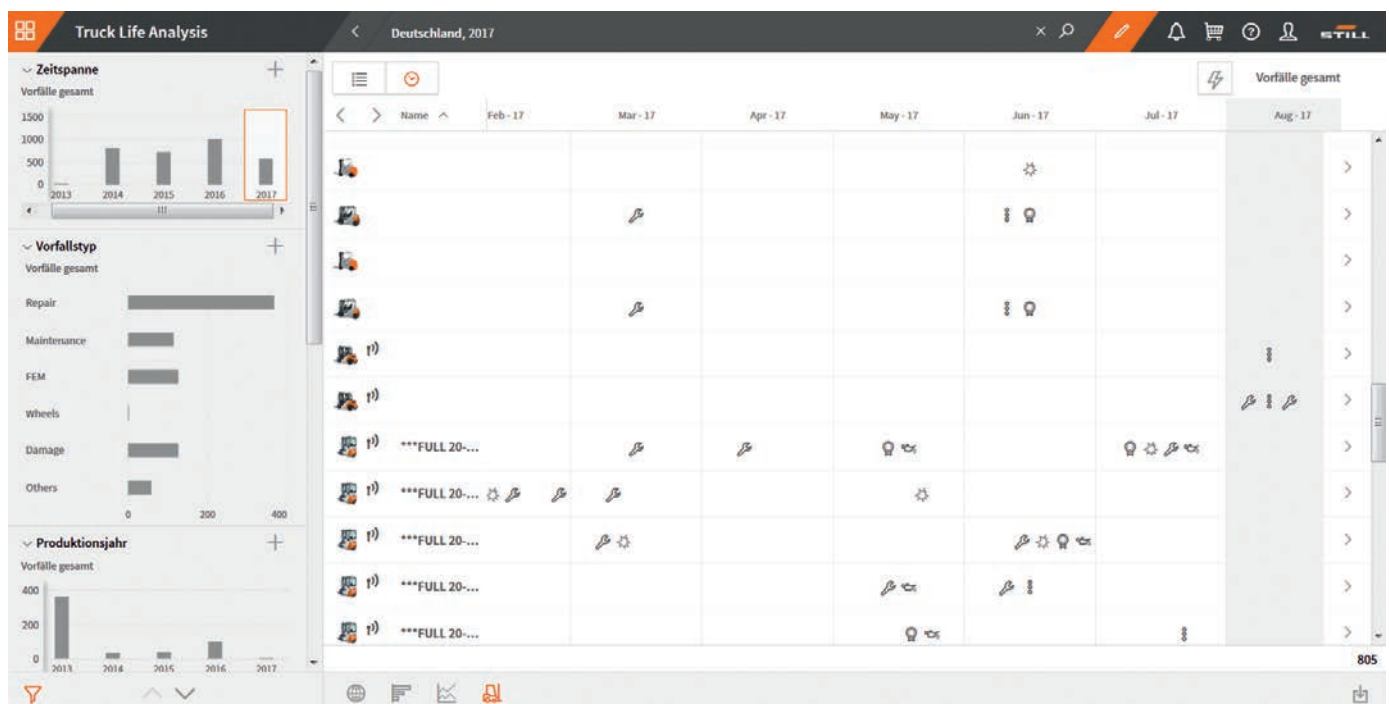 Truck Life Analysis
Deutschland, 2017
STILL
Zeitspanne
Vorfälle gesamt
1500
1000
500
0
2013 2014 2015 2016 2017
Vorfallstyp
Vorfälle gesamt
Repair
Maintenance
FEM
Wheels
Damage
Others
0 200 400
Produktionsjahr
Vorfälle gesamt
400
200
0
2013 2014 2015 2016 2017
Vorfälle gesamt
Name Feb - 17 Mar - 17 Apr - 17 May - 17 Jun - 17 Jul - 17 Aug - 17
***FULL 20-...
***FULL 20-...
***FULL 20-...
***FULL 20-...
***FULL 20-...
805